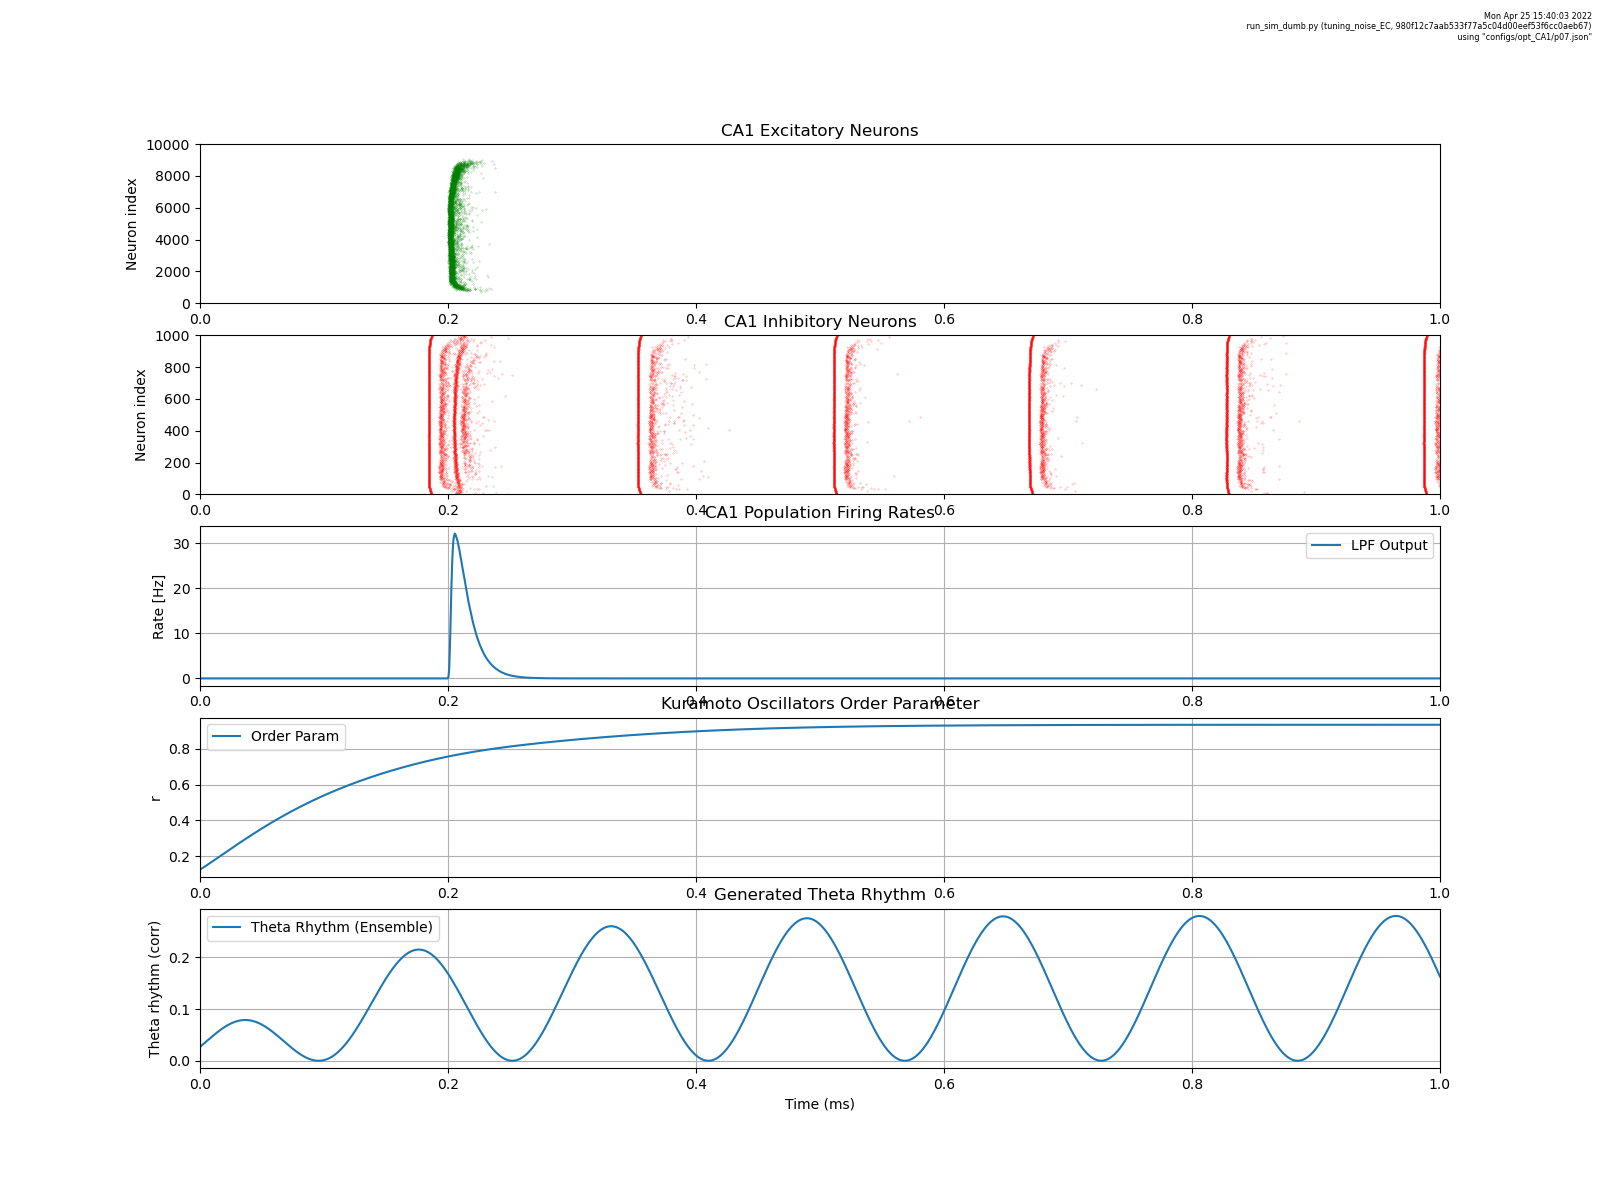 Mon Apr 25 15:40:03 2022
run_sim_dumb.py (tuning_noise_EC, 980f12c7aab533f77a5c04d00eef53f6cc0aeb67)
using "configs/opt_CA1/p07.json"
CA1 Excitatory Neurons
Neuron index
10000
8000
6000
4000
2000
0
0.0 0.2 0.4 0.6 0.8 1.0
CA1 Inhibitory Neurons
Neuron index
1000
800
600
400
200
0
0.0 0.2 0.4 0.6 0.8 1.0
CA1 Population Firing Rates
Rate [Hz]
30
20
10
0
LPF Output
0.0 0.2 0.4 0.6 0.8 1.0
Kuramoto Oscillators Order Parameter
r
0.8
0.6
0.4
0.2
Order Param
0.0 0.2 0.4 0.6 0.8 1.0
Generated Theta Rhythm
Theta rhythm (corr)
0.2
0.1
0.0
Theta Rhythm (Ensemble)
0.0 0.2 0.4 0.6 0.8 1.0
Time (ms)